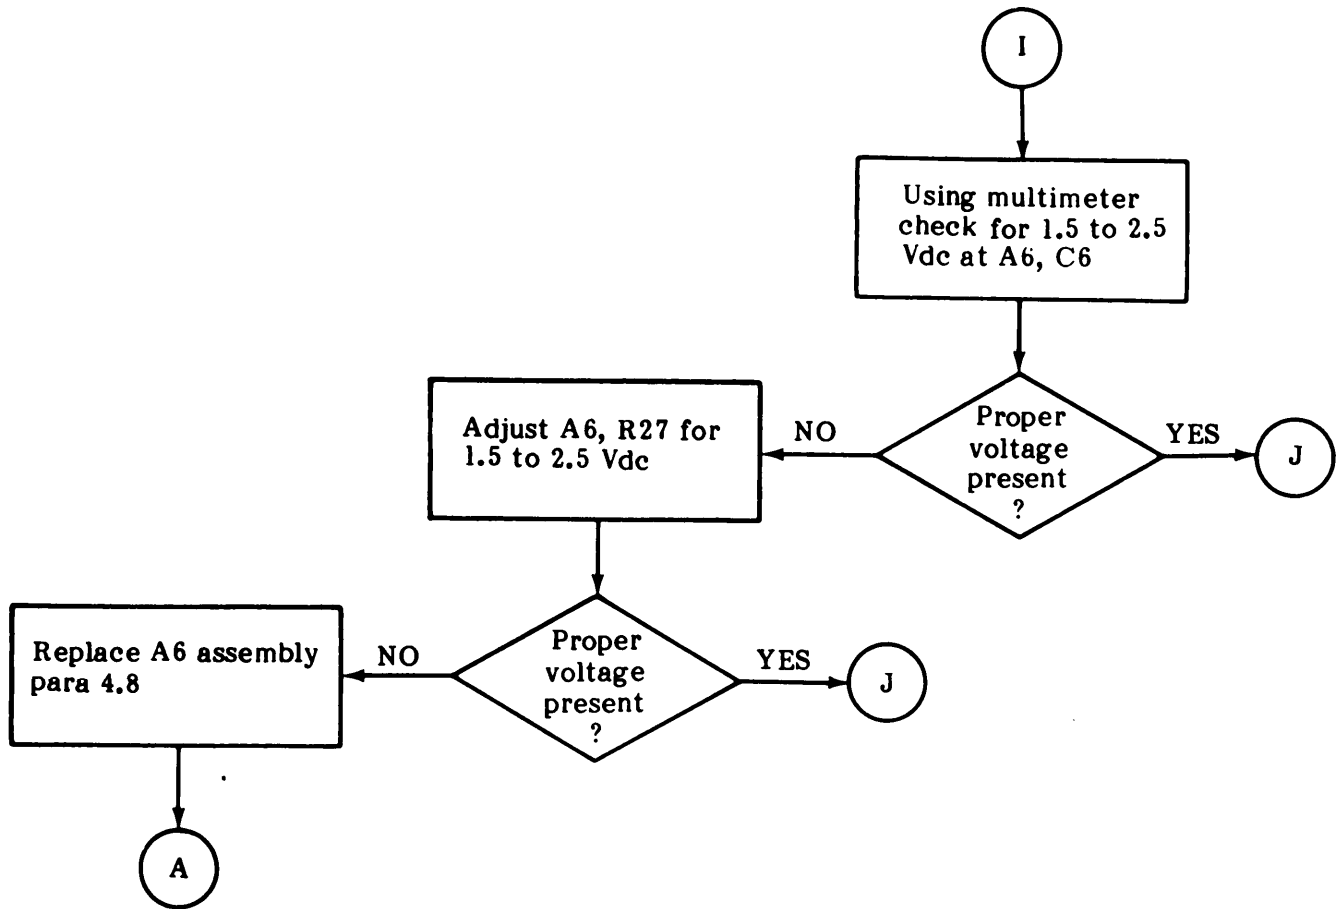 I
Using multimeter
check for 1.5 to 2.5
Vdc at A6, C6
Proper
voltage
present
?
NO
YES
J
Adjust A6, R27 for
1.5 to 2.5 Vdc
Proper
voltage
present
?
NO
YES
J
Replace A6 assembly
para 4.8
A